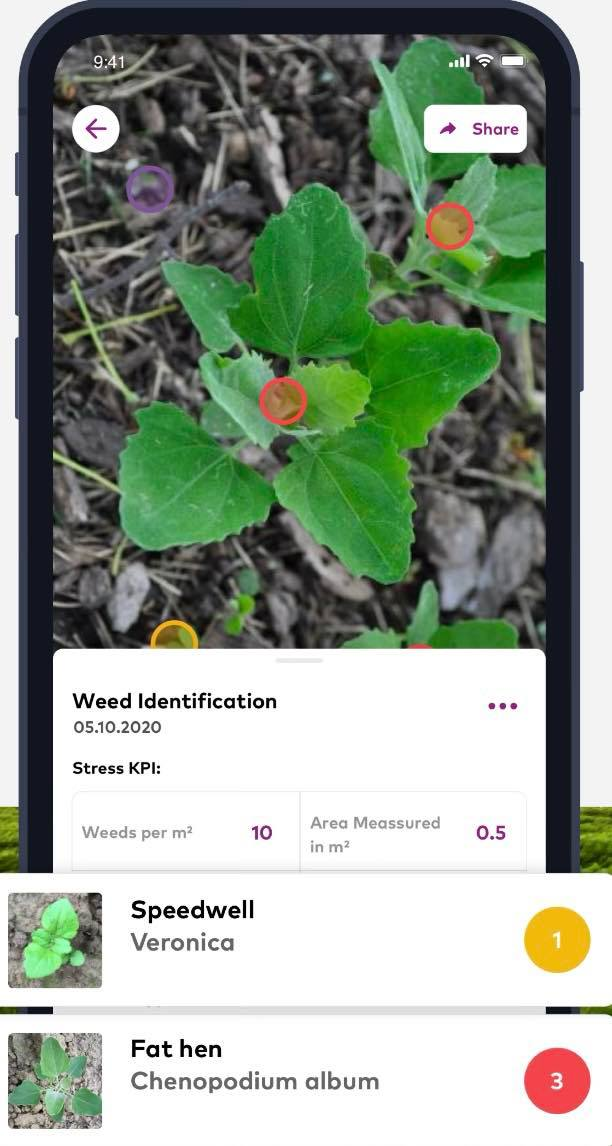 9:41
Share
Weed Identification
05.10.2020
Stress KPI:
Weeds per m²
10
Area Meassured
in m²
0.5
Speedwell
Veronica
1
Fat hen
Chenopodium album
3